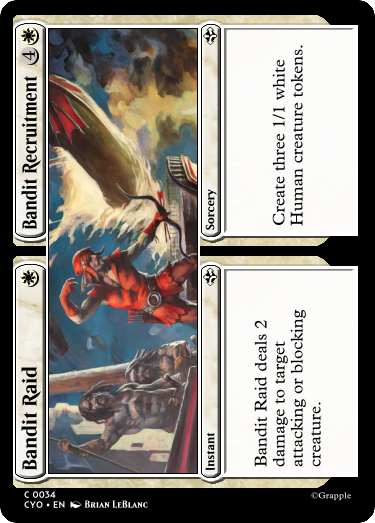 Bandit Raid
Instant
Bandit Raid deals 2
damage to target
attacking or blocking
creature.
Bandit Recruitment 4
Sorcery
Create three 1/1 white
Human creature tokens.
C 0034
CYO • EN Brian LeBlanc
©Grapple